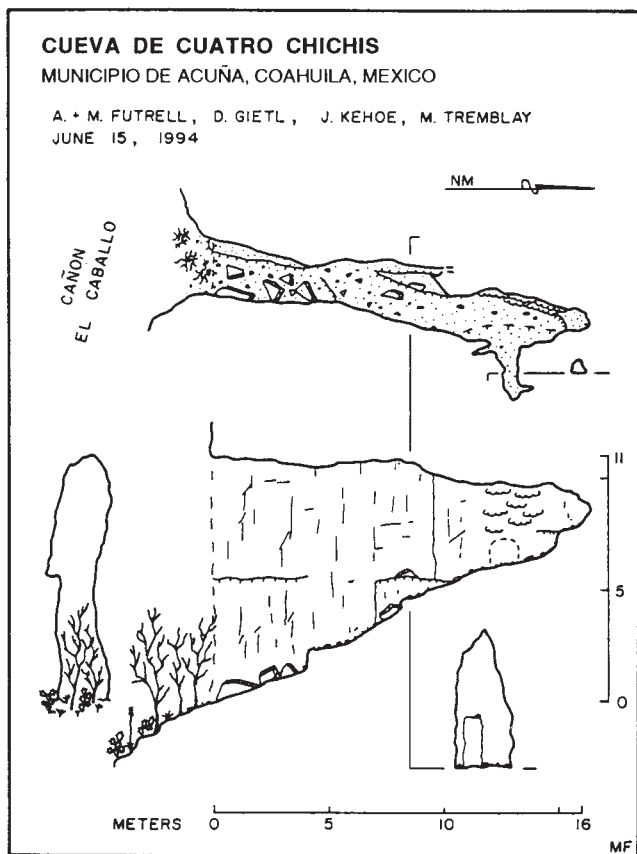 CUEVA DE CUATRO CHICHIS
MUNICIPIO DE ACUÑA, COAHUILA, MEXICO
A. + M. FUTRELL, D. GIETL, J. KEHOE, M. TREMBLAY
JUNE 15, 1994
NM
CAÑON
EL CABALLO
11
5
0
METERS 0 5 10 16
MF